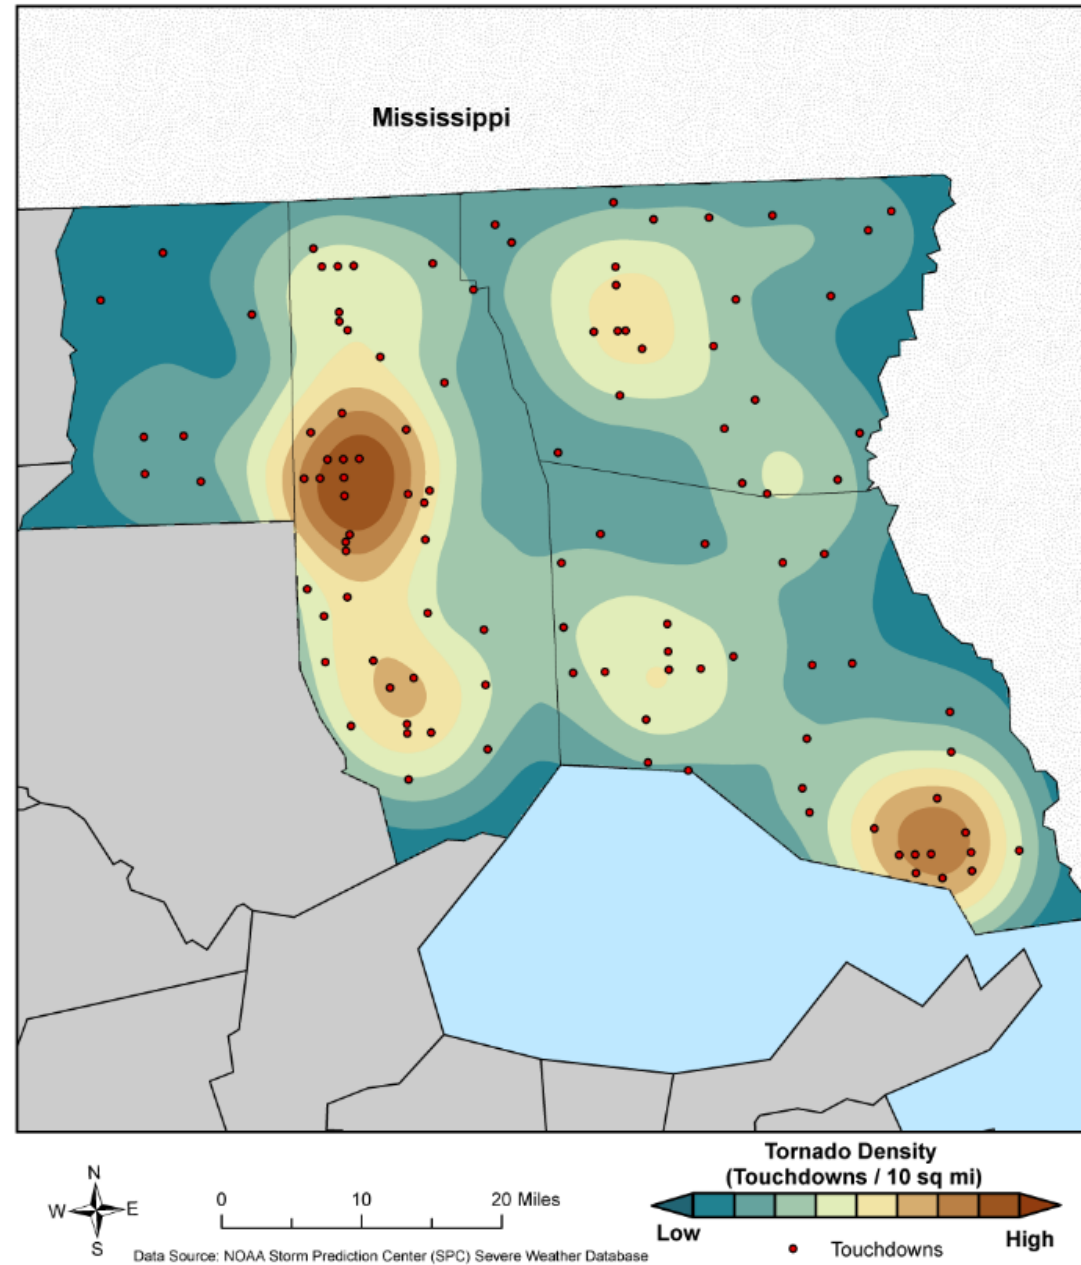 Mississippi
Tornado Density
(Touchdowns / 10 sq mi)
N
W E
S
0 10 20 Miles
Low High
Touchdowns
Data Source: NOAA Storm Prediction Center (SPC) Severe Weather Database